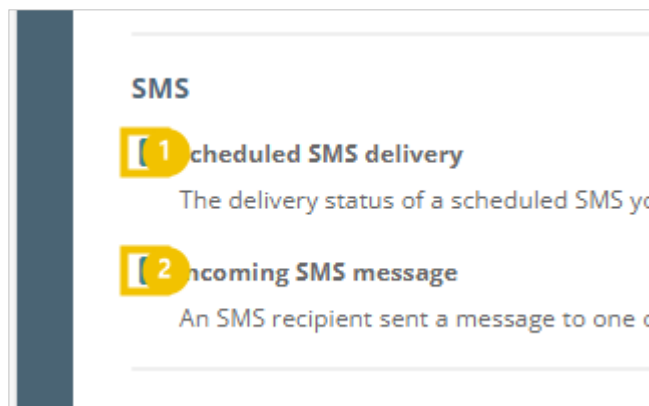 SMS
1 cheduled SMS delivery
The delivery status of a scheduled SMS
2 ncoming SMS message
An SMS recipient sent a message to one